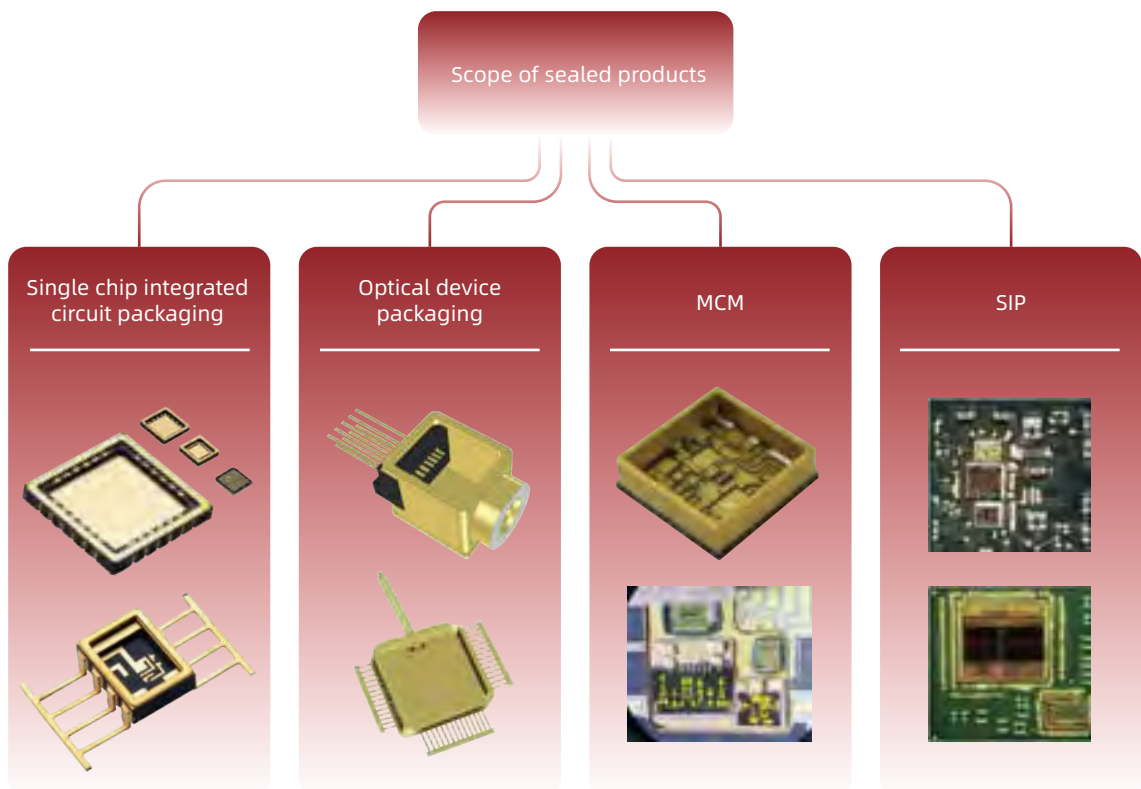 Scope of sealed products
Single chip integrated
circuit packaging
Optical device
packaging
MCM
SIP